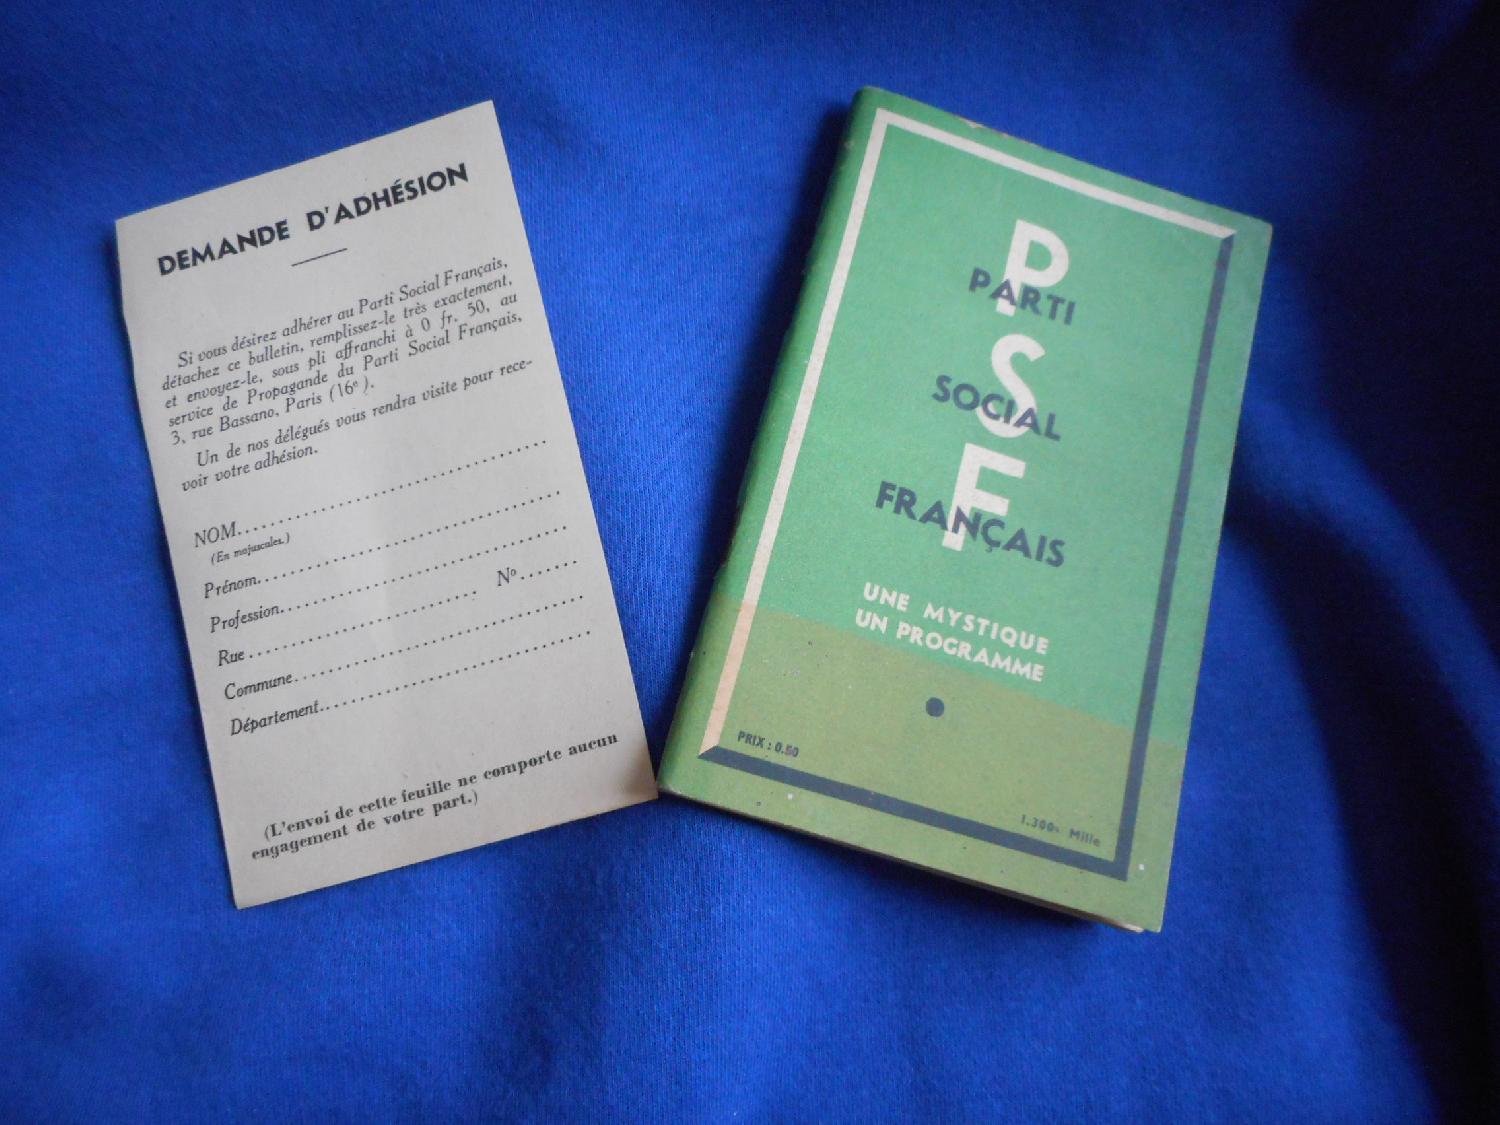 DEMANDE D'ADHÉSION
Si vous désirez adhérer au Parti Social Français,
détachez ce bulletin, remplissez-le très exactement,
et envoyez-le, sous pli affranchi à 0 fr. 50, au
service de Propagande du Parti Social Français,
3, rue Bassano, Paris (16e).
Un de nos délégués vous rendra visite pour rece-
voir votre adhésion.
NOM
(En majuscules.)
Prénom
Profession
Rue Nº
Commune
Département
(L'envoi de cette feuille ne comporte aucun
engagement de votre part.)
P
PARTI
S
SOCIAL
F
FRANÇAIS
UNE MYSTIQUE
UN PROGRAMME
PRIX : 0.50
1.300e Mille